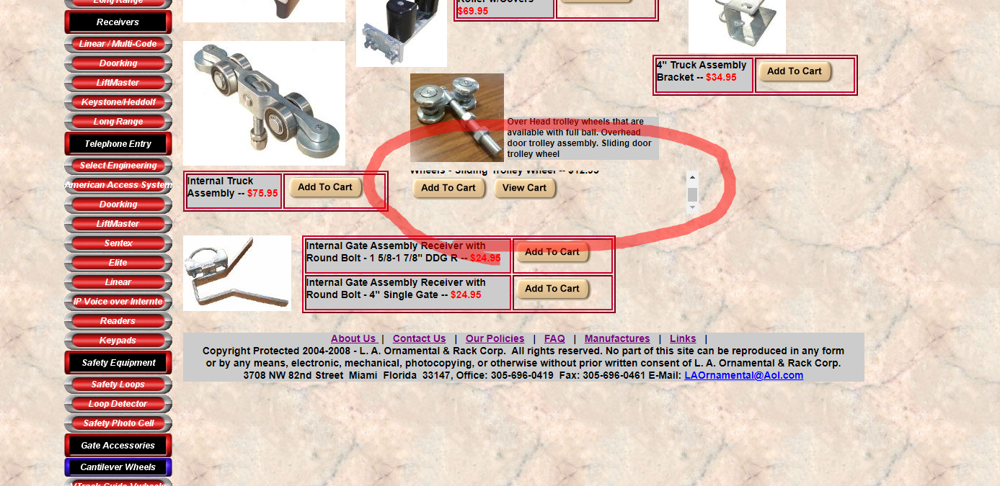 Long Range
Receivers
Linear / Multi-Code
Doorking
LiftMaster
Keystone/Heddolf
Long Range
Telephone Entry
Select Engineering
American Access System
Doorking
LiftMaster
Sentex
Elite
Linear
IP Voice over Internte
Readers
Keypads
Safety Equipment
Safety Loops
Loop Detector
Safety Photo Cell
Gate Accessories
Cantilever Wheels
VTrack Guide Vwheels
Roller w/Covers
$69.95
4" Truck Assembly
Bracket -- $34.95
Add To Cart
Over Head trolley wheels that are
available with full ball. Overhead
door trolley assembly. Sliding door
trolley wheel
Internal Truck
Assembly -- $75.95
Add To Cart
Wheels - Sliding Trolley Wheel -- $12.95
Add To Cart
View Cart
Internal Gate Assembly Receiver with
Round Bolt - 1 5/8-1 7/8" DDG R -- $24.95
Add To Cart
Internal Gate Assembly Receiver with
Round Bolt - 4" Single Gate -- $24.95
Add To Cart
About Us | Contact Us | Our Policies | FAQ | Manufactures | Links |
Copyright Protected 2004-2008 - L. A. Ornamental & Rack Corp. All rights reserved. No part of this site can be reproduced in any form
or by any means, electronic, mechanical, photocopying, or otherwise without prior written consent of L. A. Ornamental & Rack Corp.
3708 NW 82nd Street Miami Florida 33147, Office: 305-696-0419 Fax: 305-696-0461 E-Mail: LAOrnamental@Aol.com